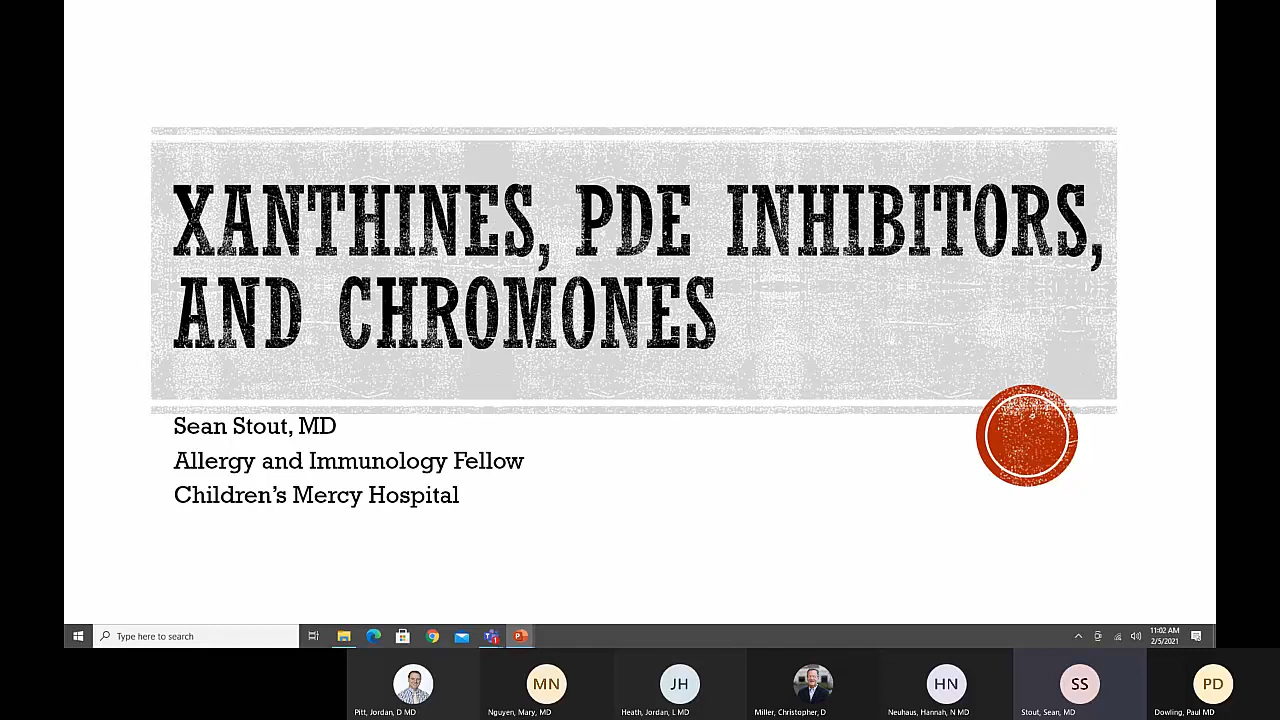 XANTHINES, PDE INHIBITORS,
AND CHROMONES
Sean Stout, MD
Allergy and Immunology Fellow
Children's Mercy Hospital
Type here to search
11:02 AM
2/5/2021
MN
JH
HN
SS
PD
Pitt, Jordan, D MD
Nguyen, Mary, MD
Heath, Jordan, L MD
Miller, Christopher, D
Neuhaus, Hannah, N MD
Stout, Sean, MD
Dowling, Paul MD